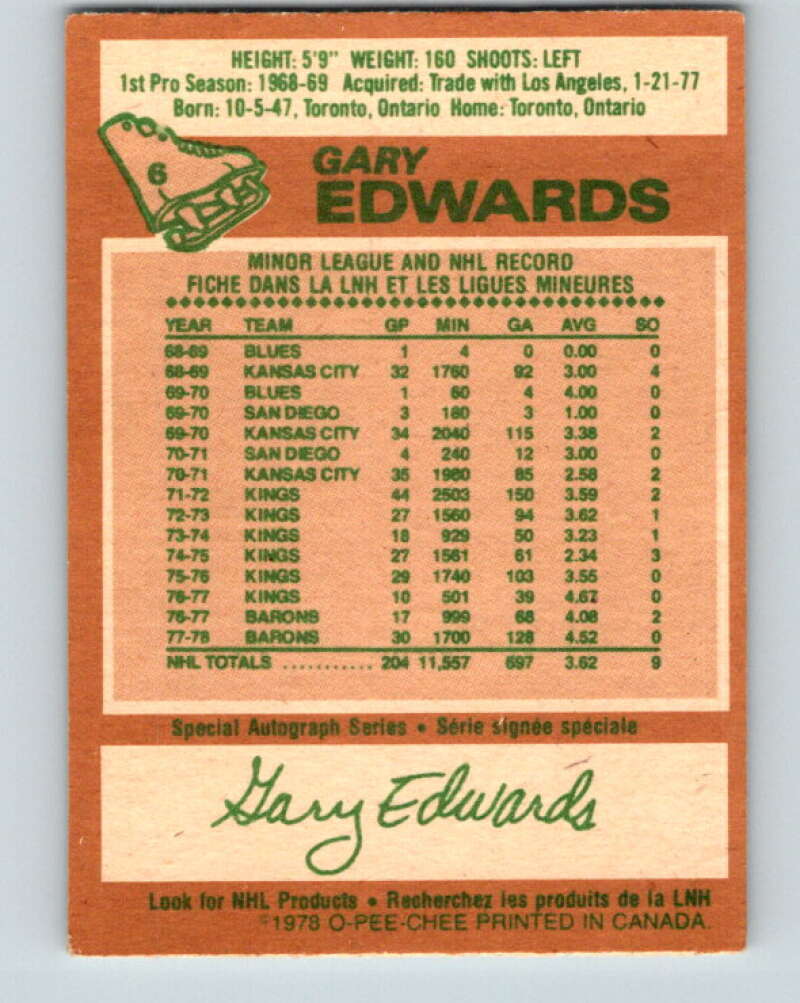 HEIGHT: 5'9" WEIGHT: 160 SHOOTS: LEFT
1st Pro Season: 1968-69 Acquired: Trade with Los Angeles, 1-21-77
Born: 10-5-47, Toronto, Ontario Home: Toronto, Ontario
6
GARY
EDWARDS
MINOR LEAGUE AND NHL RECORD
FICHE DANS LA LNH ET LES LIGUES MINEURES
YEAR TEAM GP MIN GA AVG SO
68-69 BLUES 1 4 0 0.00 0
68-69 KANSAS CITY 32 1760 92 3.00 4
69-70 BLUES 1 60 4 4.00 0
69-70 SAN DIEGO 3 180 3 1.00 0
69-70 KANSAS CITY 34 2040 115 3.38 2
70-71 SAN DIEGO 4 240 12 3.00 0
70-71 KANSAS CITY 35 1980 85 2.58 2
71-72 KINGS 44 2503 150 3.59 2
72-73 KINGS 27 1560 94 3.62 1
73-74 KINGS 18 929 50 3.23 1
74-75 KINGS 27 1561 61 2.34 3
75-76 KINGS 29 1740 103 3.55 0
76-77 KINGS 10 501 39 4.67 0
76-77 BARONS 17 999 68 4.08 2
77-78 BARONS 30 1700 128 4.52 0
NHL TOTALS ........... 204 11,557 697 3.62 9
Special Autograph Series • Série signée spéciale
Gary Edwards
Look for NHL Products • Recherchez les produits de la LNH
©1978 O-PEE-CHEE PRINTED IN CANADA.